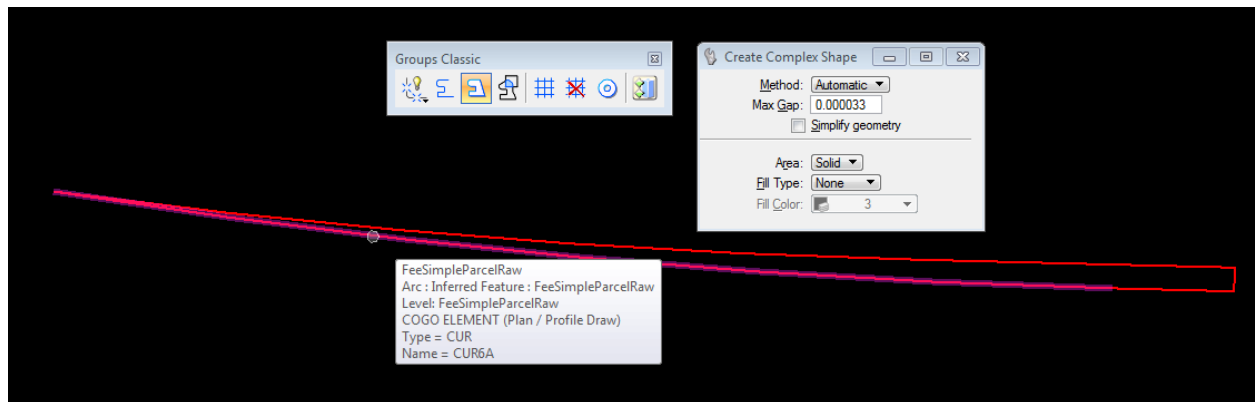 Groups Classic
Create Complex Shape
Method: Automatic
Max Gap: 0.000033
Simplify geometry
Area: Solid
Fill Type: None
Fill Color: 3
FeeSimpleParcelRaw
Arc : Inferred Feature : FeeSimpleParcelRaw
Level: FeeSimpleParcelRaw
COGO ELEMENT (Plan / Profile Draw)
Type = CUR
Name = CUR6A